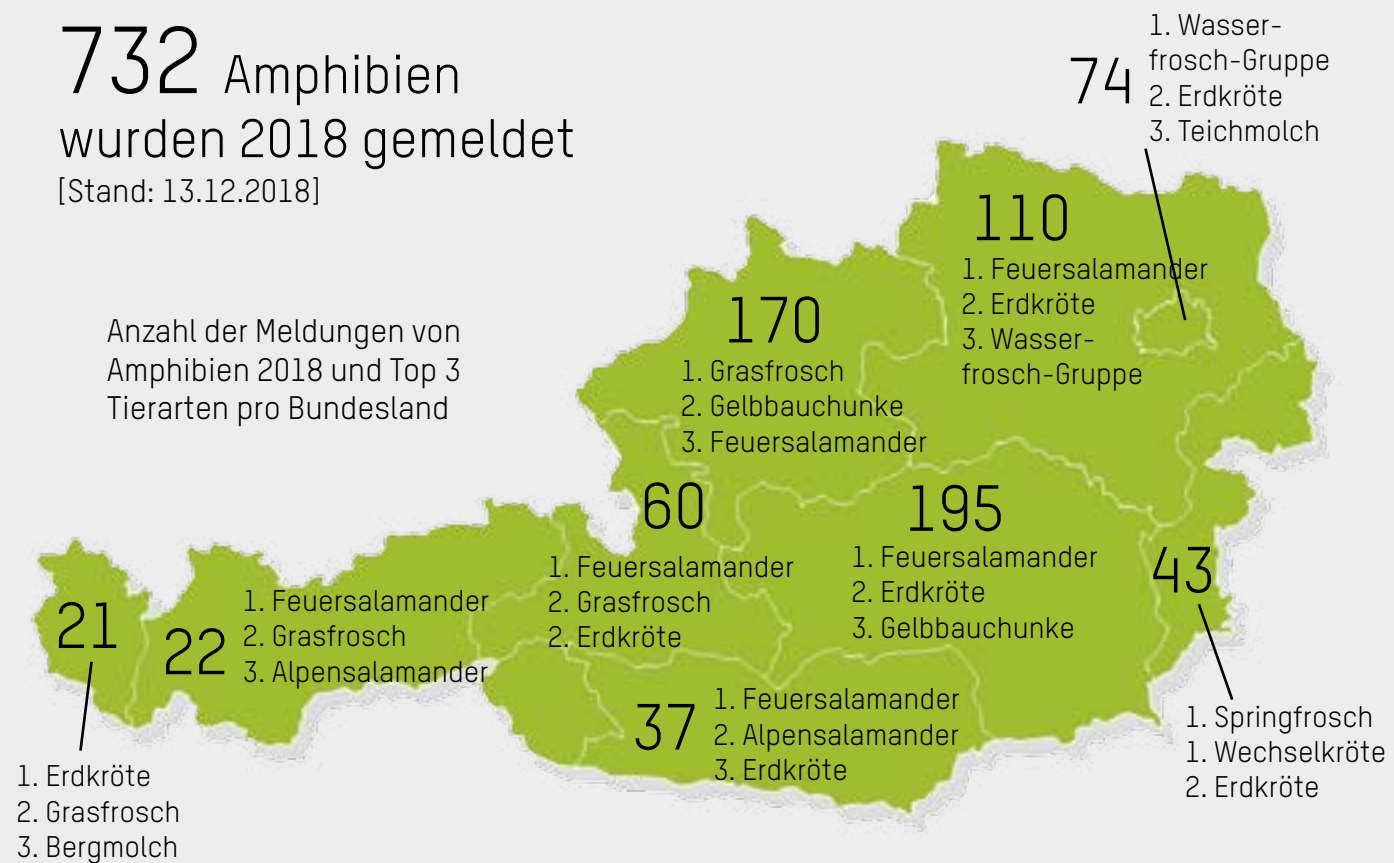 732 Amphibien
wurden 2018 gemeldet
[Stand: 13.12.2018]
Anzahl der Meldungen von
Amphibien 2018 und Top 3
Tierarten pro Bundesland
74
1. Wasser-
frosch-Gruppe
2. Erdkröte
3. Teichmolch
110
1. Feuersalamander
2. Erdkröte
3. Wasser-
frosch-Gruppe
170
1. Grasfrosch
2. Gelbbauchunke
3. Feuersalamander
60
1. Feuersalamander
2. Grasfrosch
2. Erdkröte
195
1. Feuersalamander
2. Erdkröte
3. Gelbbauchunke
43
1. Springfrosch
1. Wechselkröte
2. Erdkröte
21
1. Erdkröte
2. Grasfrosch
3. Bergmolch
22
1. Feuersalamander
2. Grasfrosch
3. Alpensalamander
37
1. Feuersalamander
2. Alpensalamander
3. Erdkröte